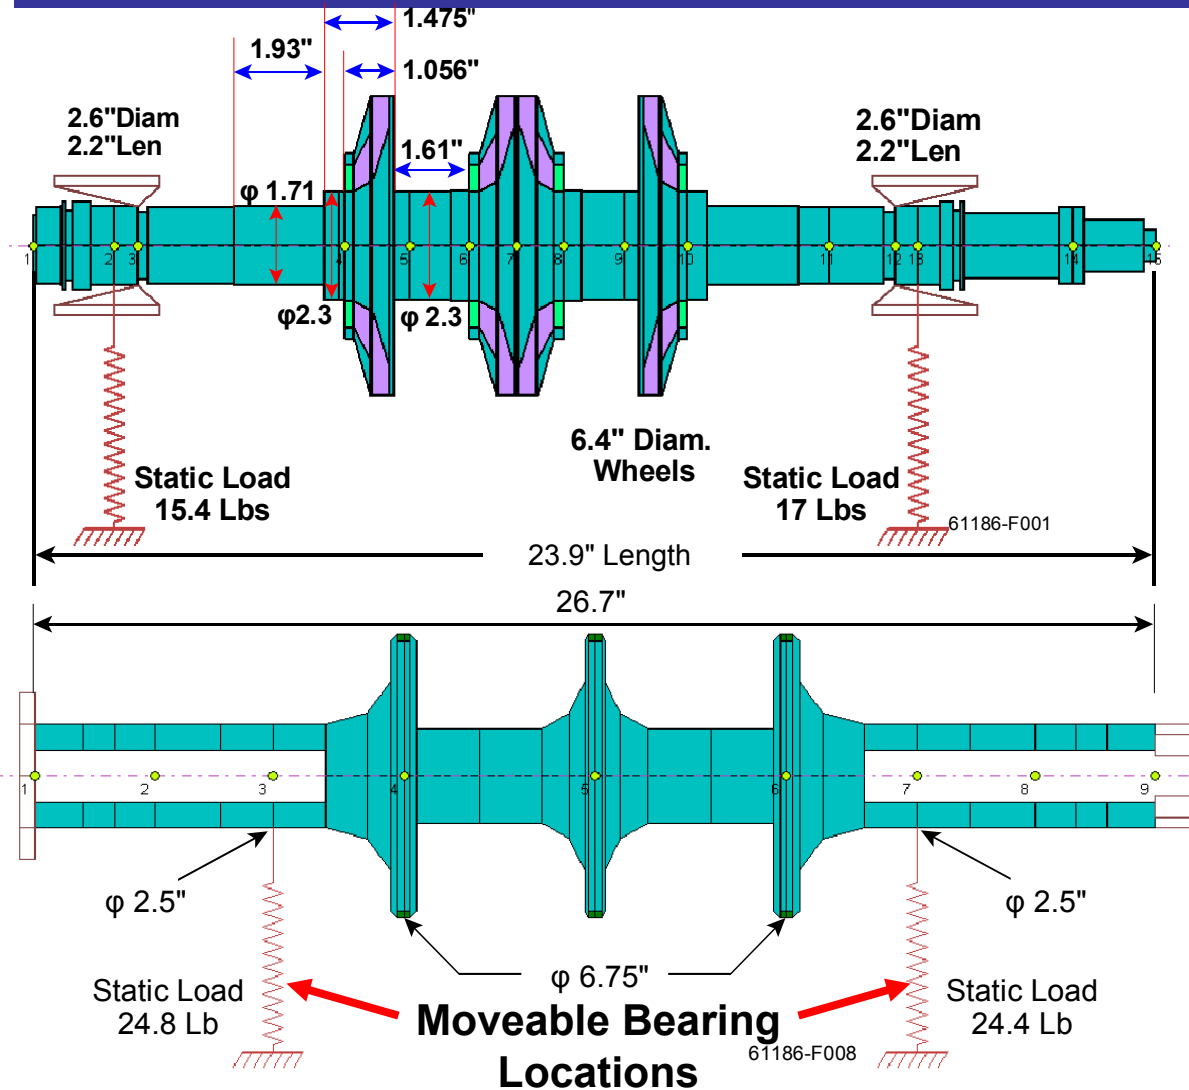 1.475"
1.93"
1.056"
2.6"Diam
2.2"Len
2.6"Diam
2.2"Len
1.61"
φ 1.71
1
2
3
4
5
6
7
8
9
10
11
12
13
14
15
φ2.3
φ 2.3
6.4" Diam.
Wheels
Static Load
15.4 Lbs
Static Load
17 Lbs
61186-F001
23.9" Length
26.7"
1
2
3
4
5
6
7
8
9
φ 2.5"
φ 2.5"
φ 6.75"
Static Load
24.8 Lb
Moveable Bearing
Locations
Static Load
24.4 Lb
61186-F008